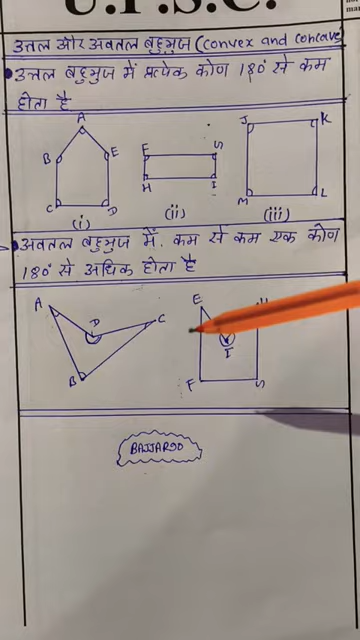 U.P.S.C.
उत्तल और अवतल बहुभुज (convex and concave)
• उत्तल बहुभुज में प्रत्येक कोण 180° से कम
होता है
A
B E
C D
(i)
F G
H I
(ii)
J K
M L
(iii)
• अवतल बहुभुज में. कम से कम एक कोण
180° से अधिक होता है
A
D
C
B
E
I
F
BAJJAR90